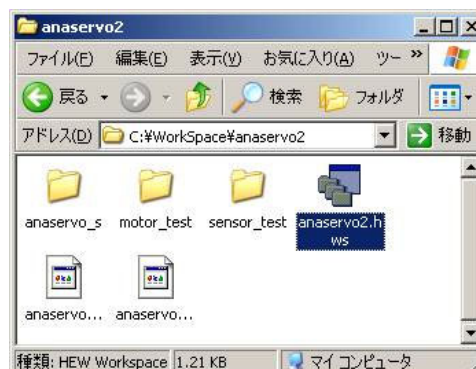 anaservo2
ファイル(F) 編集(E) 表示(V) お気に入り(A) ツー »
戻る 検索 フォルダ
アドレス(D) C:¥WorkSpace¥anaservo2 移動
anaservo_s motor_test sensor_test anaservo2.h
ws
anaservo... anaservo...
種類: HEW Workspace 1.21 KB マイ コンピュータ